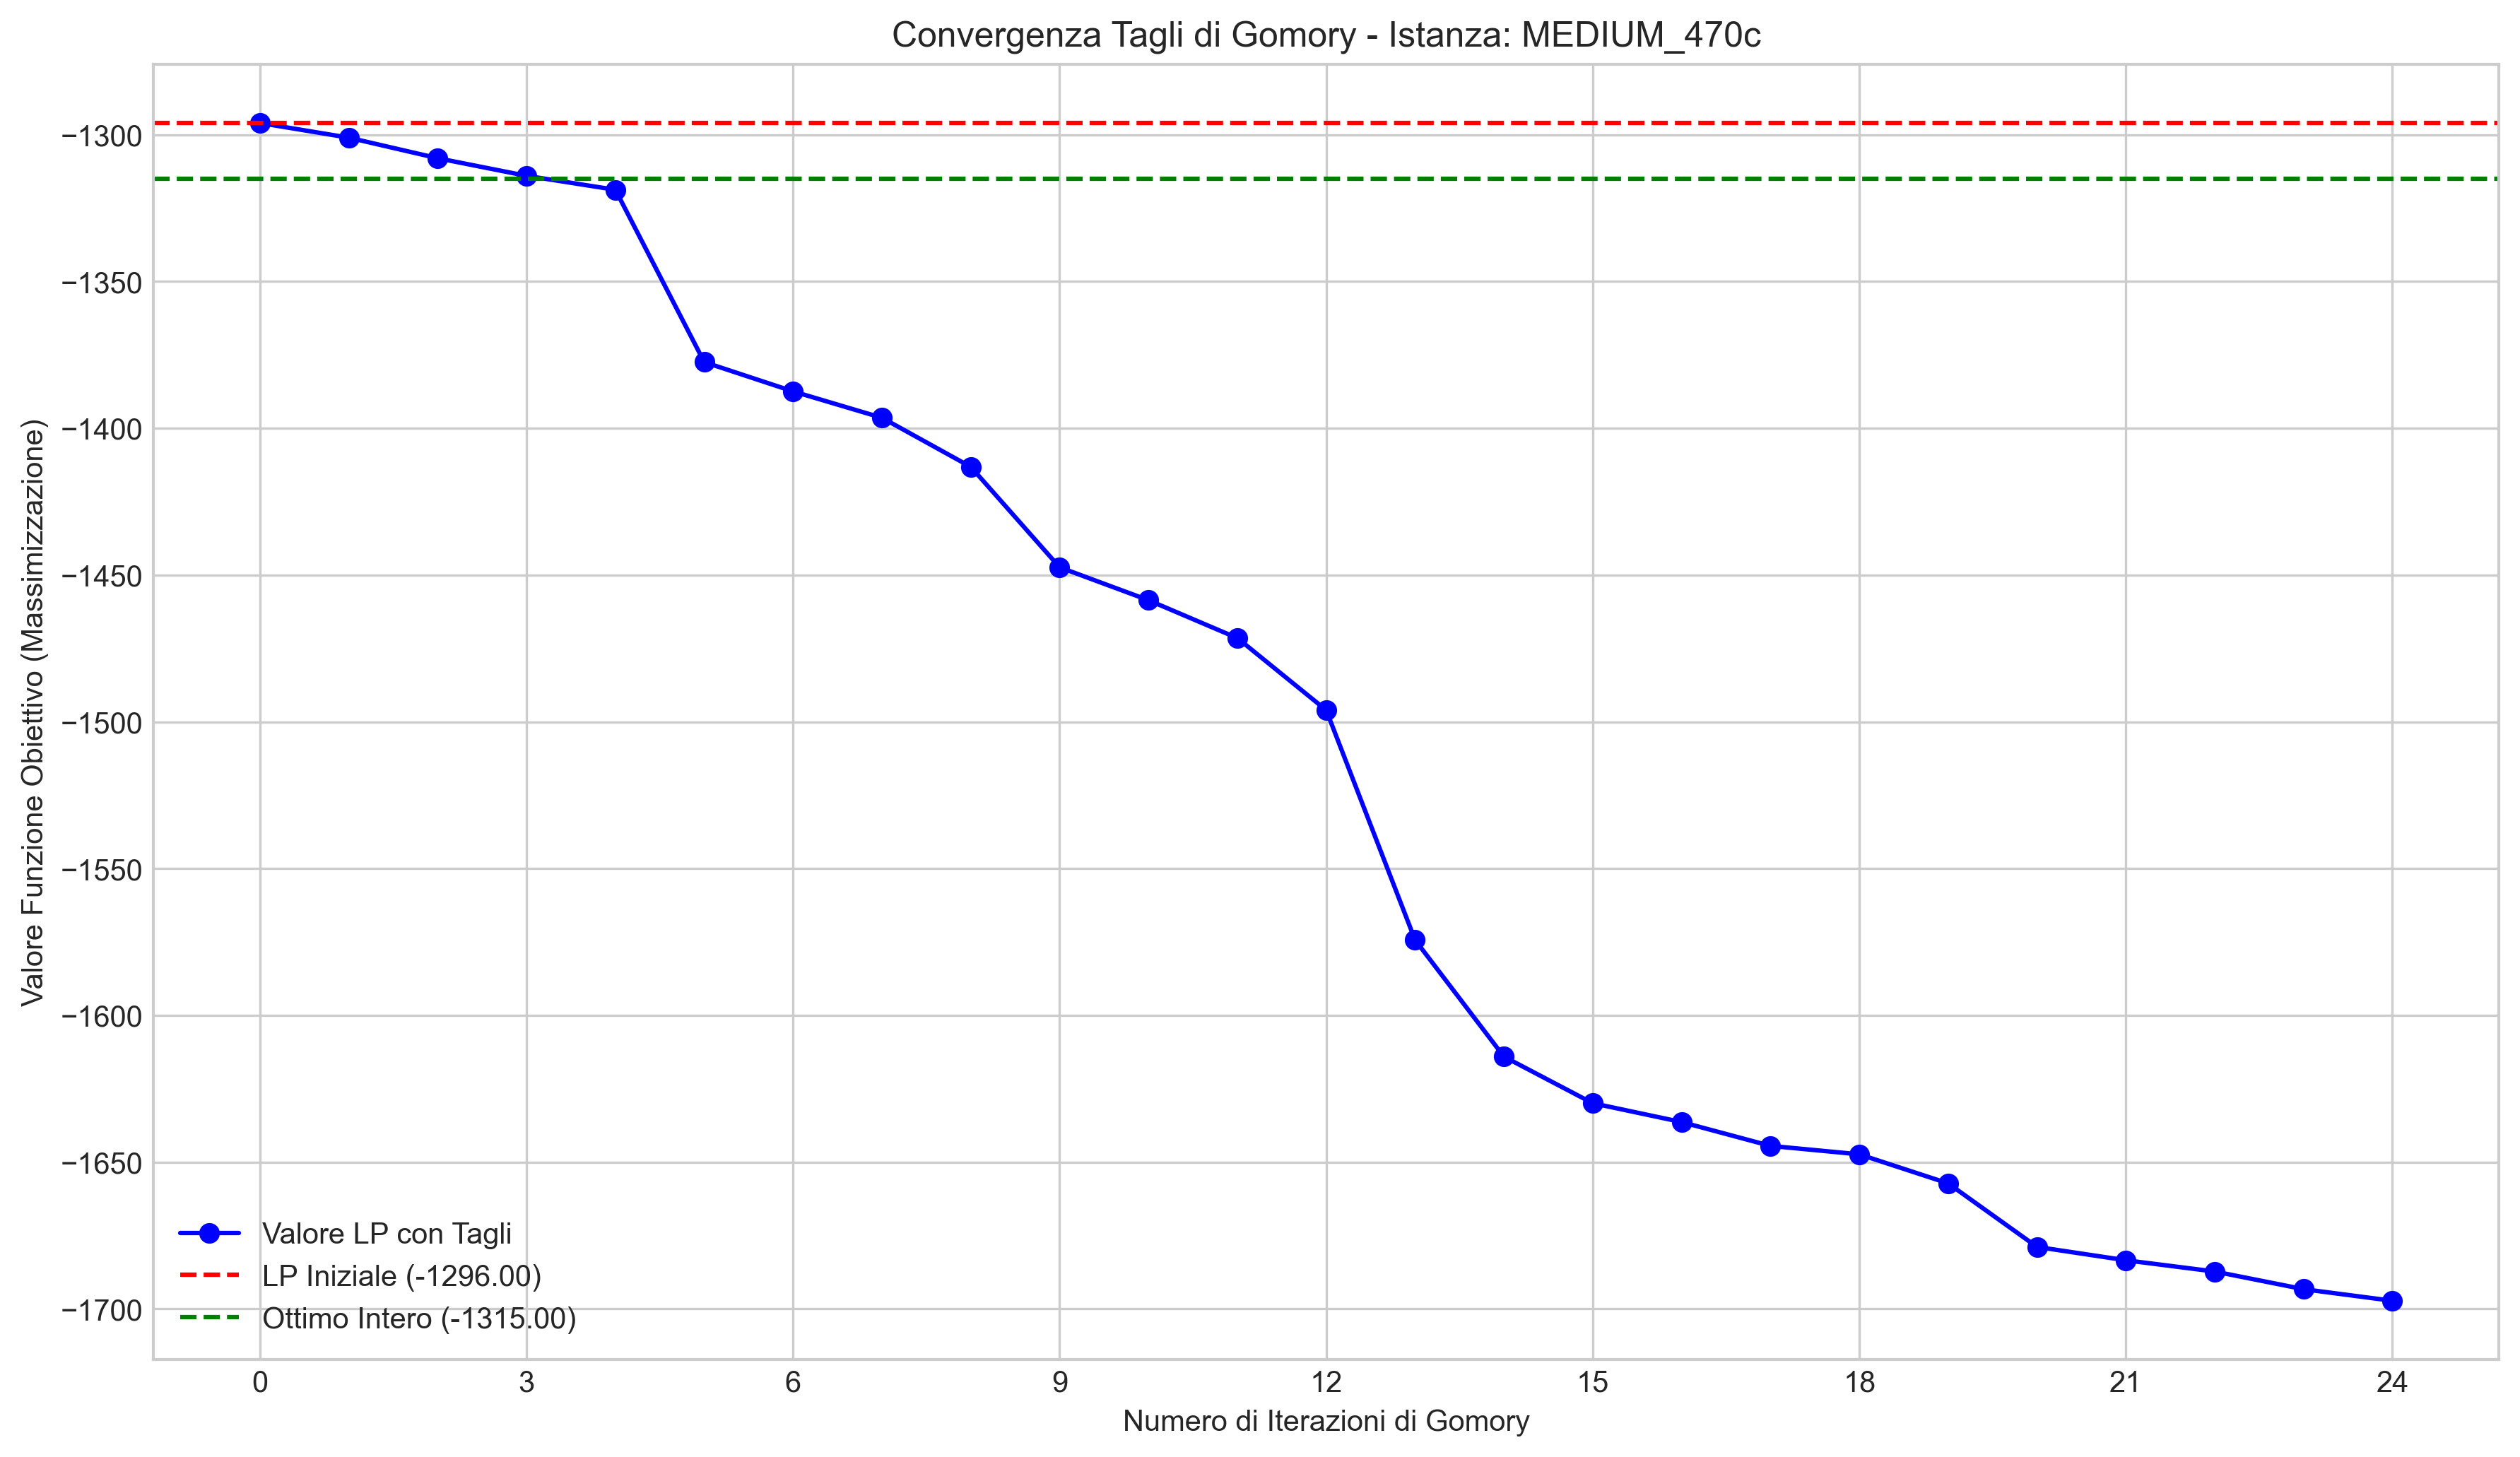 Convergenza Tagli di Gomory - Istanza: MEDIUM_470c
Valore Funzione Obiettivo (Massimizzazione)
−1300
−1350
−1400
−1450
−1500
−1550
−1600
−1650
−1700
Valore LP con Tagli
LP Iniziale (-1296.00)
Ottimo Intero (-1315.00)
0 3 6 9 12 15 18 21 24
Numero di Iterazioni di Gomory